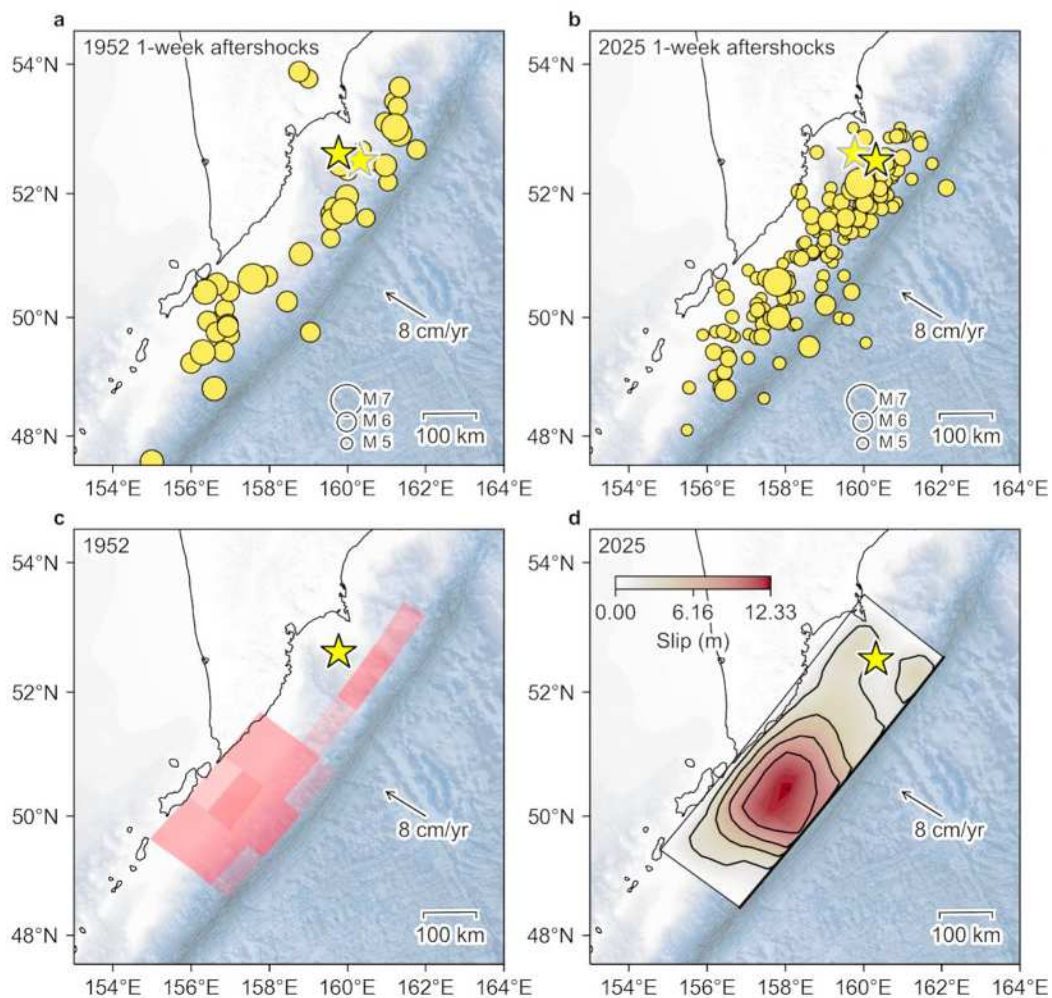 a
1952 1-week aftershocks
54°N
52°N
50°N
48°N
8 cm/yr
M 7
M 6
M 5
100 km
154°E 156°E 158°E 160°E 162°E 164°E
b
2025 1-week aftershocks
54°N
52°N
50°N
48°N
8 cm/yr
M 7
M 6
M 5
100 km
154°E 156°E 158°E 160°E 162°E 164°E
c
1952
54°N
52°N
50°N
48°N
8 cm/yr
100 km
154°E 156°E 158°E 160°E 162°E 164°E
d
2025
0.00 6.16 12.33
Slip (m)
54°N
52°N
50°N
48°N
8 cm/yr
100 km
154°E 156°E 158°E 160°E 162°E 164°E